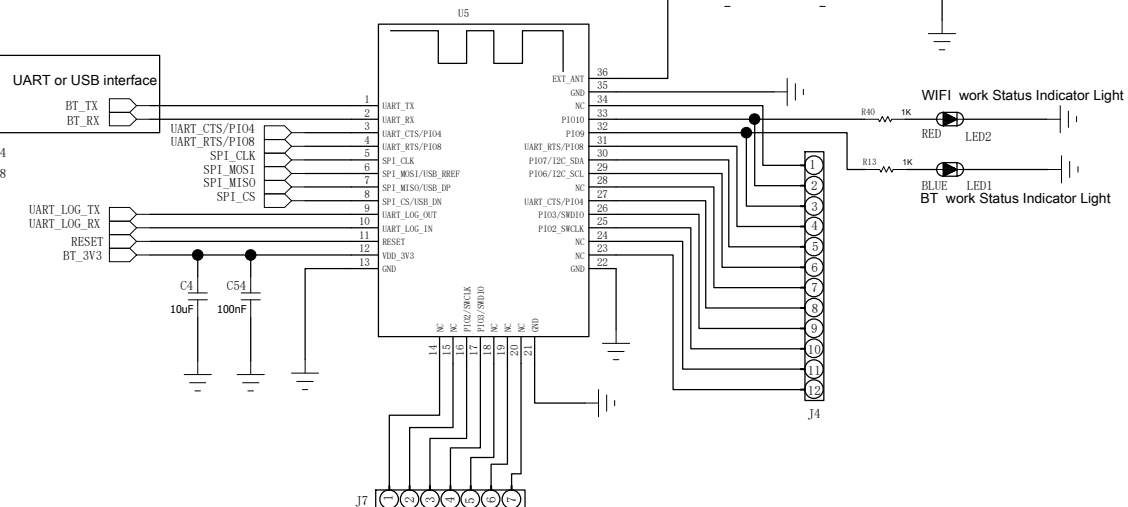 U5
UART or USB interface
BT_TX
BT_RX
4
8
UART_CTS/PIO4
UART_RTS/PIO8
SPI_CLK
SPI_MOSI
SPI_MISO
SPI_CS
UART_LOG_TX
UART_LOG_RX
RESET
BT_3V3
C4
10uF
C54
100nF
1 UART_TX
2 UART_RX
3 UART_CTS/PIO4
4 UART_RTS/PIO8
5 SPI_CLK
6 SPI_MOSI/USB_RREF
7 SPI_MISO/USB_DP
8 SPI_CS/USB_DN
9 UART_LOG_OUT
10 UART_LOG_IN
11 RESET
12 VDD_3V3
13 GND
EXT_ANT 36
GND 35
NC 34
PIO10 33
PIO9 32
UART_RTS/PIO8 31
PIO7/I2C_SDA 30
PIO6/I2C_SCL 29
NC 28
UART_CTS/PIO4 27
PIO3/SWDIO 26
PIO2_SWCLK 25
NC 24
NC 23
GND 22
NC 14
NC 15
PIO2/SWCLK 16
PIO3/SWDIO 17
NC 18
NC 19
NC 20
GND 21
WIFI work Status Indicator Light
R40 1K
RED LED2
R13 1K
BLUE LED1
BT work Status Indicator Light
1
2
3
4
5
6
7
8
9
10
11
12
J4
J7 1 2 3 4 5 6 7